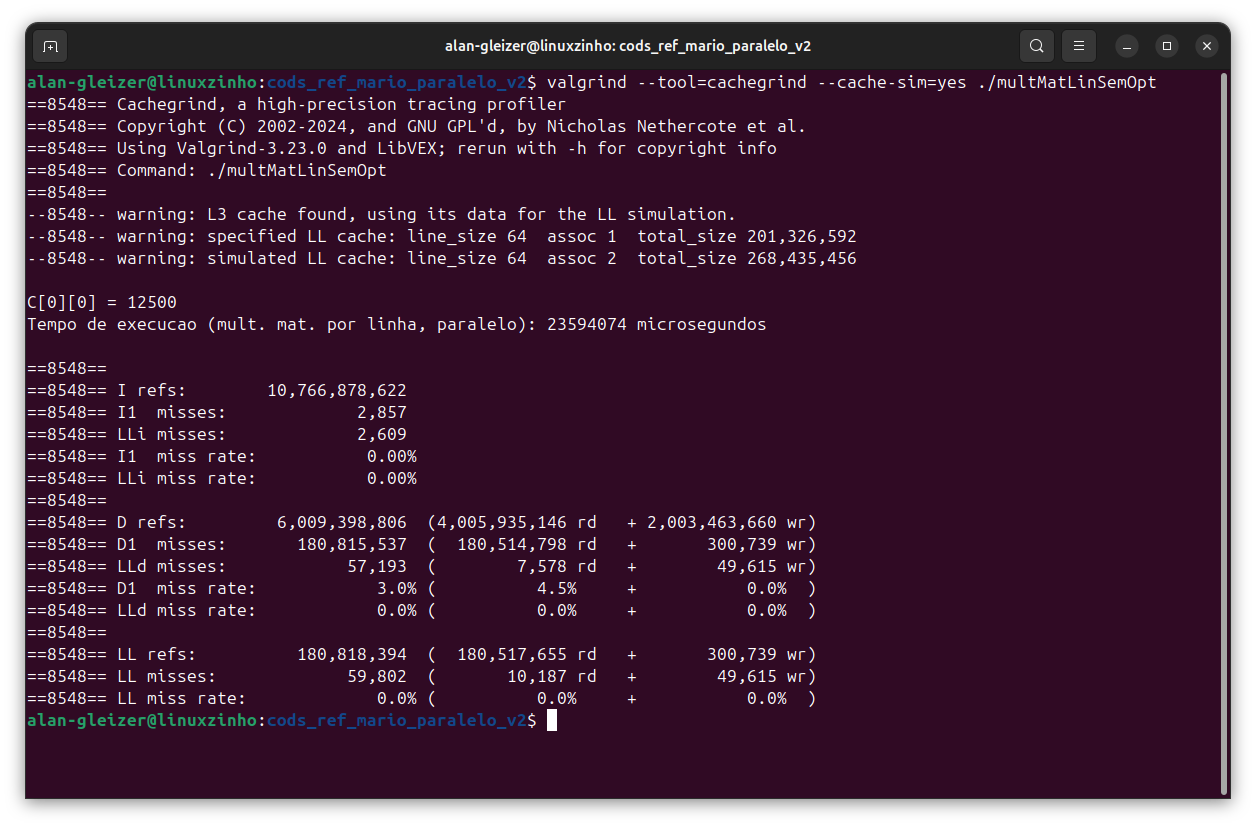 alan-gleizer@linuxzinho: cods_ref_mario_paralelo_v2
alan-gleizer@linuxzinho:cods_ref_mario_paralelo_v2$ valgrind --tool=cachegrind --cache-sim=yes ./multMatLinSemOpt
==8548== Cachegrind, a high-precision tracing profiler
==8548== Copyright (C) 2002-2024, and GNU GPL'd, by Nicholas Nethercote et al.
==8548== Using Valgrind-3.23.0 and LibVEX; rerun with -h for copyright info
==8548== Command: ./multMatLinSemOpt
==8548==
--8548-- warning: L3 cache found, using its data for the LL simulation.
--8548-- warning: specified LL cache: line_size 64  assoc 1  total_size 201,326,592
--8548-- warning: simulated LL cache: line_size 64  assoc 2  total_size 268,435,456
C[0][0] = 12500
Tempo de execucao (mult. mat. por linha, paralelo): 23594074 microsegundos
==8548==
==8548== I refs:        10,766,878,622
==8548== I1  misses:             2,857
==8548== LLi misses:             2,609
==8548== I1  miss rate:           0.00%
==8548== LLi miss rate:           0.00%
==8548==
==8548== D refs:         6,009,398,806  (4,005,935,146 rd   + 2,003,463,660 wr)
==8548== D1  misses:       180,815,537  (  180,514,798 rd   +       300,739 wr)
==8548== LLd misses:            57,193  (        7,578 rd   +        49,615 wr)
==8548== D1  miss rate:            3.0% (          4.5%     +           0.0%  )
==8548== LLd miss rate:            0.0% (          0.0%     +           0.0%  )
==8548==
==8548== LL refs:          180,818,394  (  180,517,655 rd   +       300,739 wr)
==8548== LL misses:             59,802  (       10,187 rd   +        49,615 wr)
==8548== LL miss rate:             0.0% (          0.0%     +           0.0%  )
alan-gleizer@linuxzinho:cods_ref_mario_paralelo_v2$